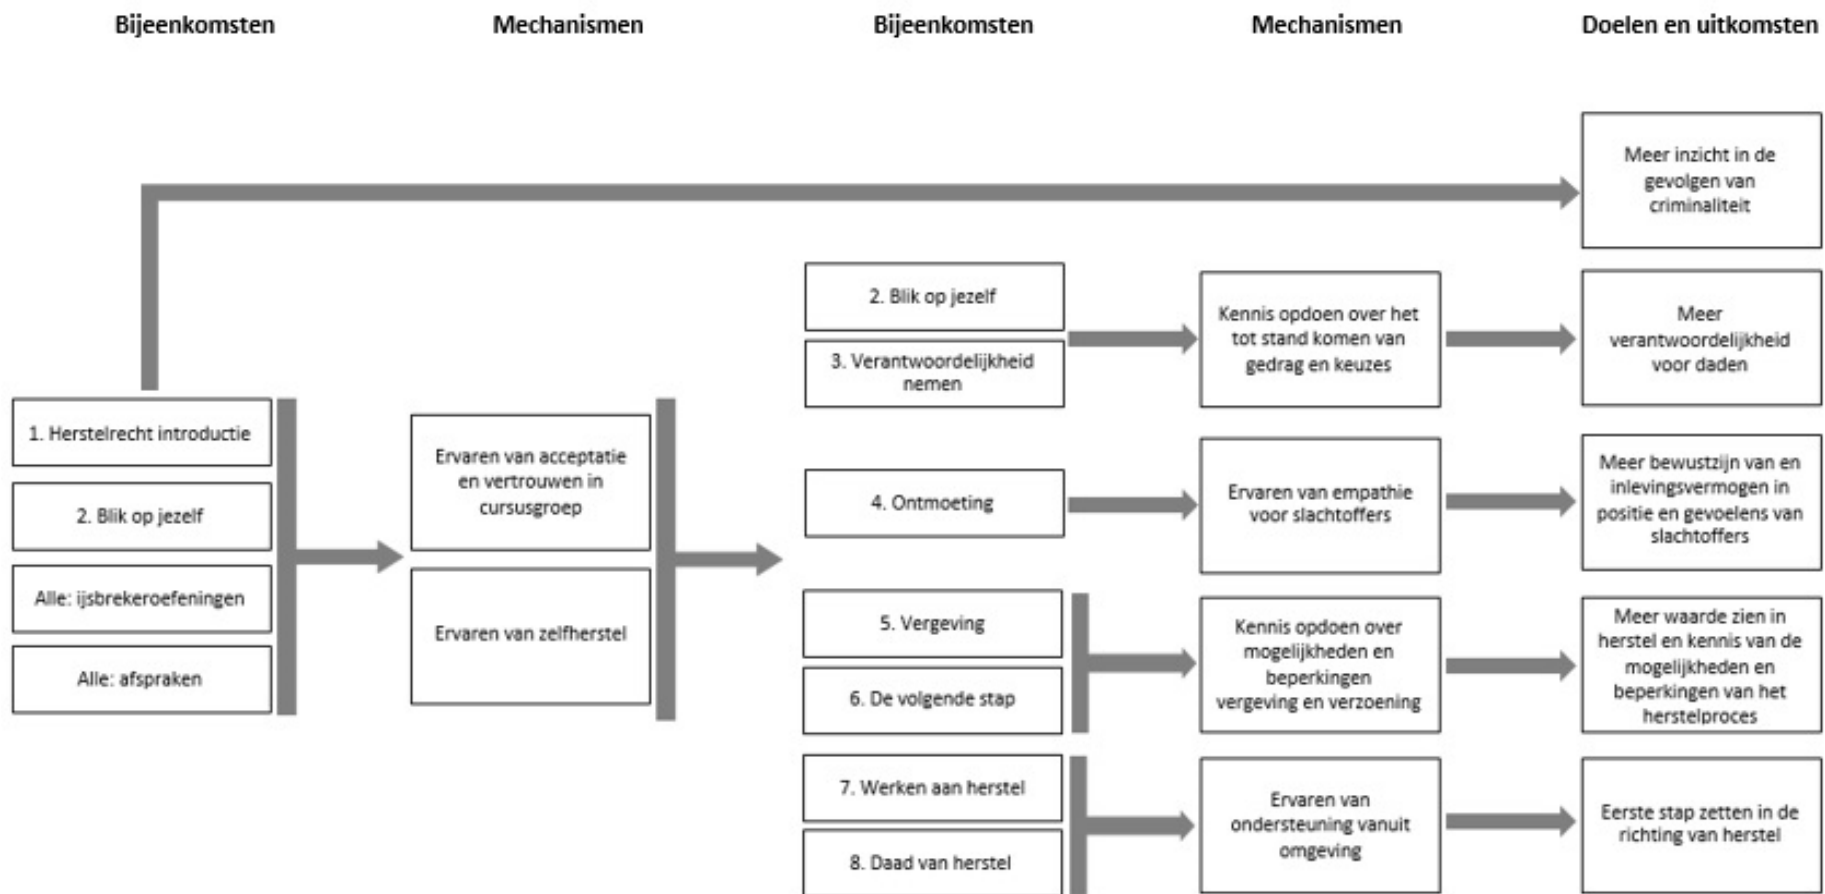 Bijeenkomsten
Mechanismen
Bijeenkomsten
Mechanismen
Doelen en uitkomsten
Meer inzicht in de
gevolgen van
criminaliteit
2. Blik op jezelf
3. Verantwoordelijkheid
nemen
Kennis opdoen over het
tot stand komen van
gedrag en keuzes
Meer
verantwoordelijkheid
voor daden
1. Herstelrecht introductie
2. Blik op jezelf
Alle: ijsbrekeroefeningen
Alle: afspraken
Ervaren van acceptatie
en vertrouwen in
cursusgroep
Ervaren van zelfherstel
4. Ontmoeting
Ervaren van empathie
voor slachtoffers
Meer bewustzijn van en
inlevingsvermogen in
positie en gevoelens van
slachtoffers
5. Vergeving
6. De volgende stap
Kennis opdoen over
mogelijkheden en
beperkingen
vergeving en verzoening
Meer waarde zien in
herstel en kennis van de
mogelijkheden en
beperkingen van het
herstelproces
7. Werken aan herstel
8. Daad van herstel
Ervaren van
ondersteuning vanuit
omgeving
Eerste stap zetten in de
richting van herstel